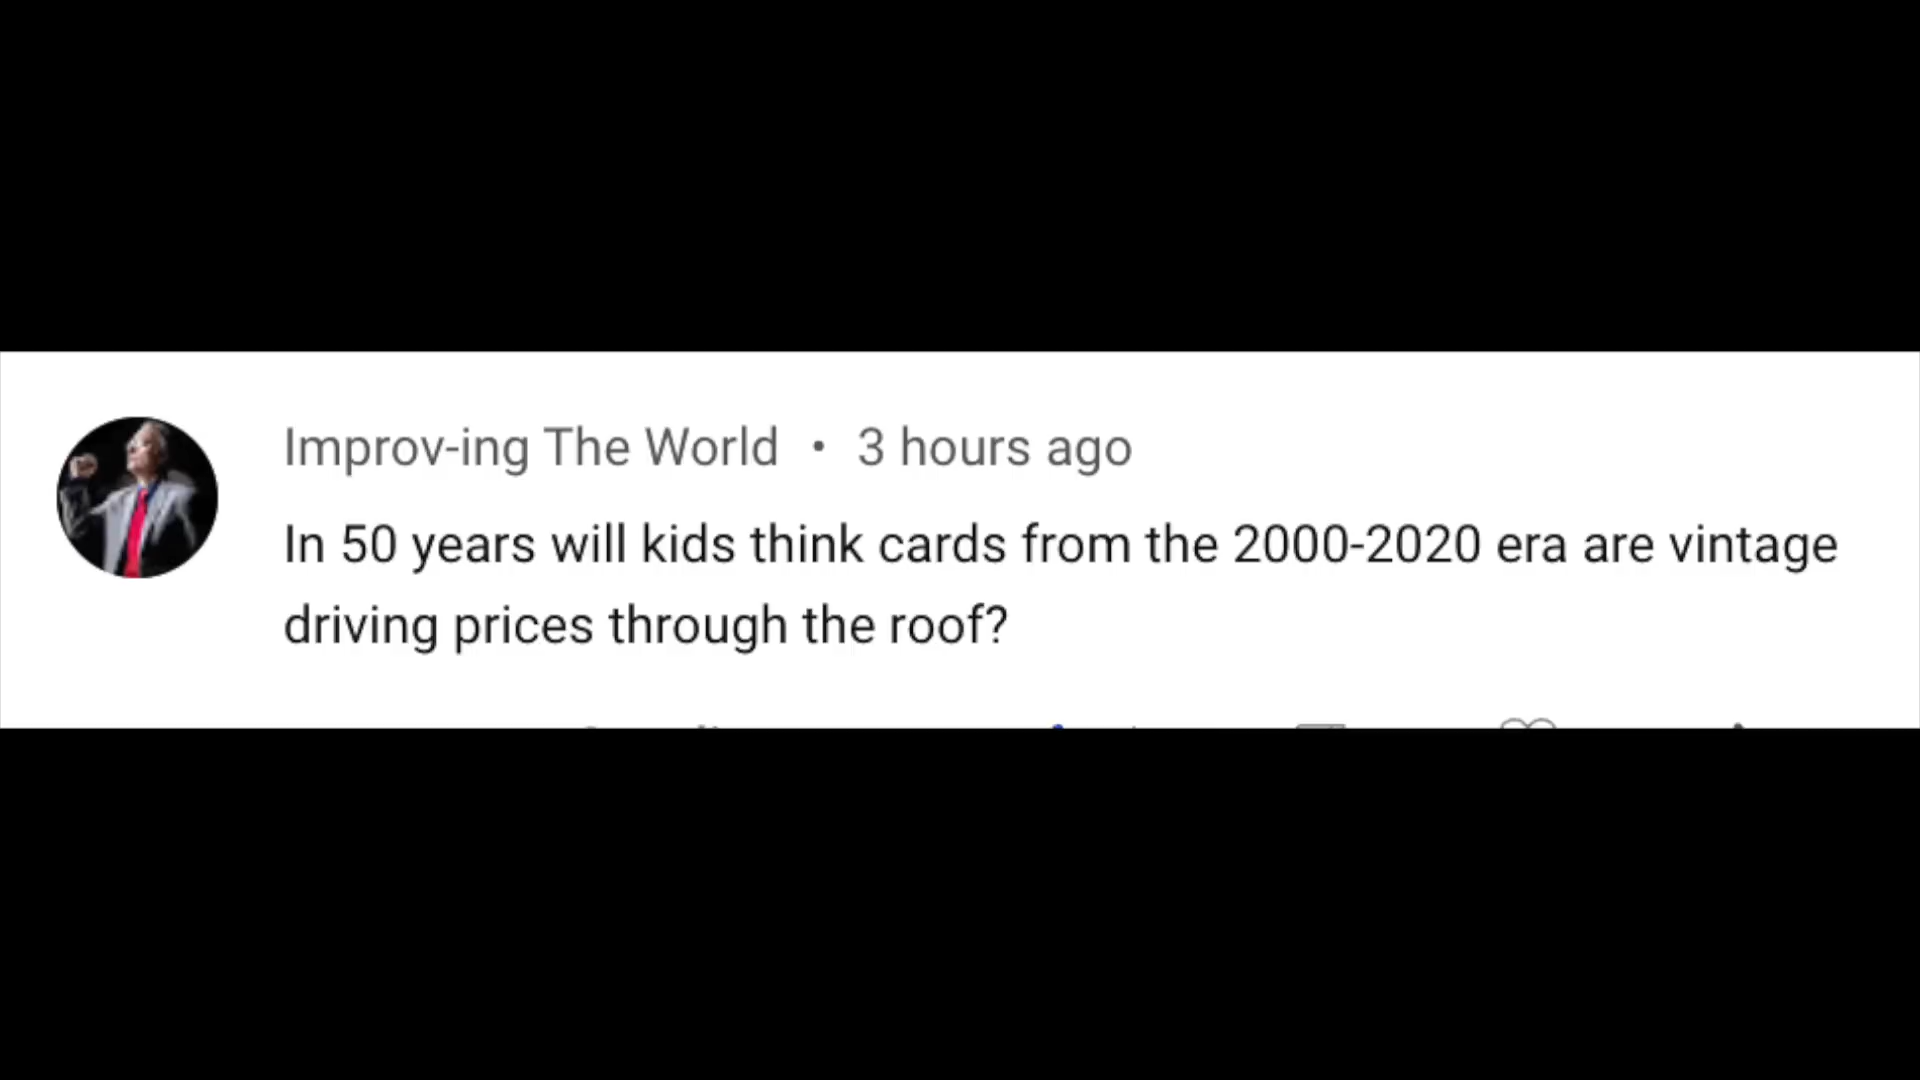 Improv-ing The World • 3 hours ago
In 50 years will kids think cards from the 2000-2020 era are vintage
driving prices through the roof?